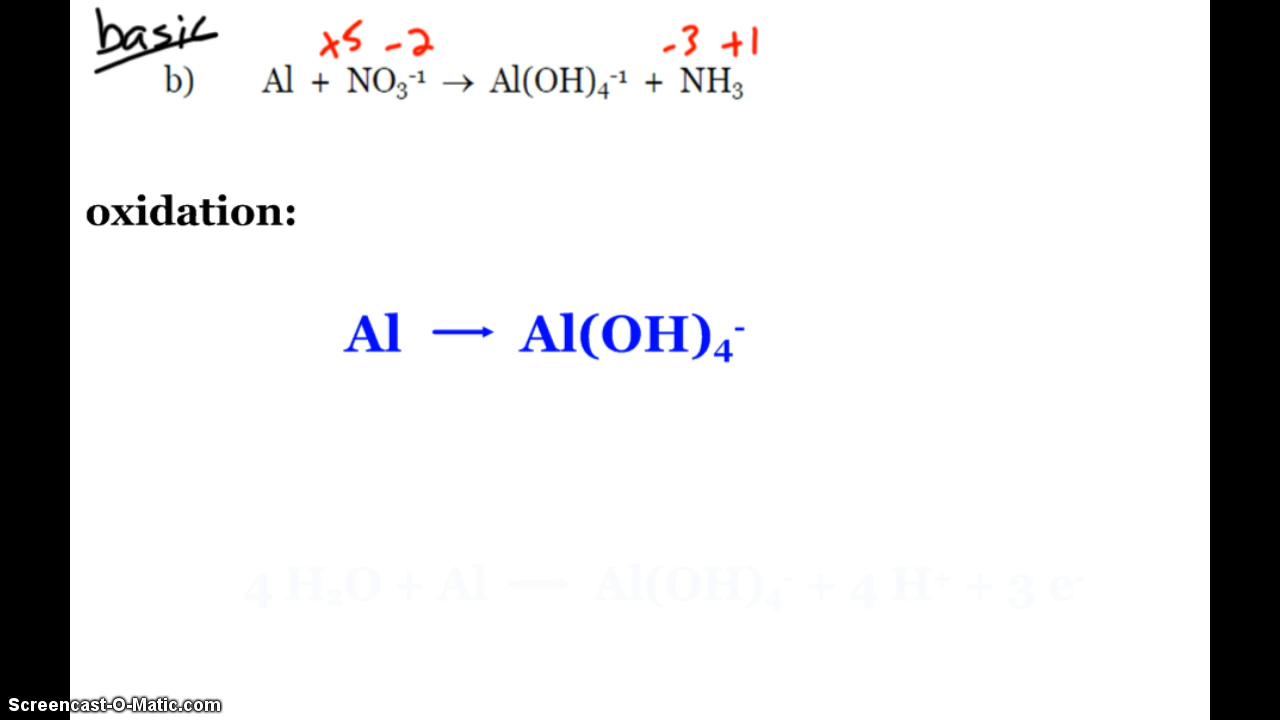 basic
+5 -2 -3 +1
b) Al + NO₃⁻¹ → Al(OH)₄⁻¹ + NH₃
oxidation:
Al → Al(OH)₄⁻
4 H₂O + Al — Al(OH)₄⁻ + 4 H⁺ + 3 e⁻
Screencast-O-Matic.com